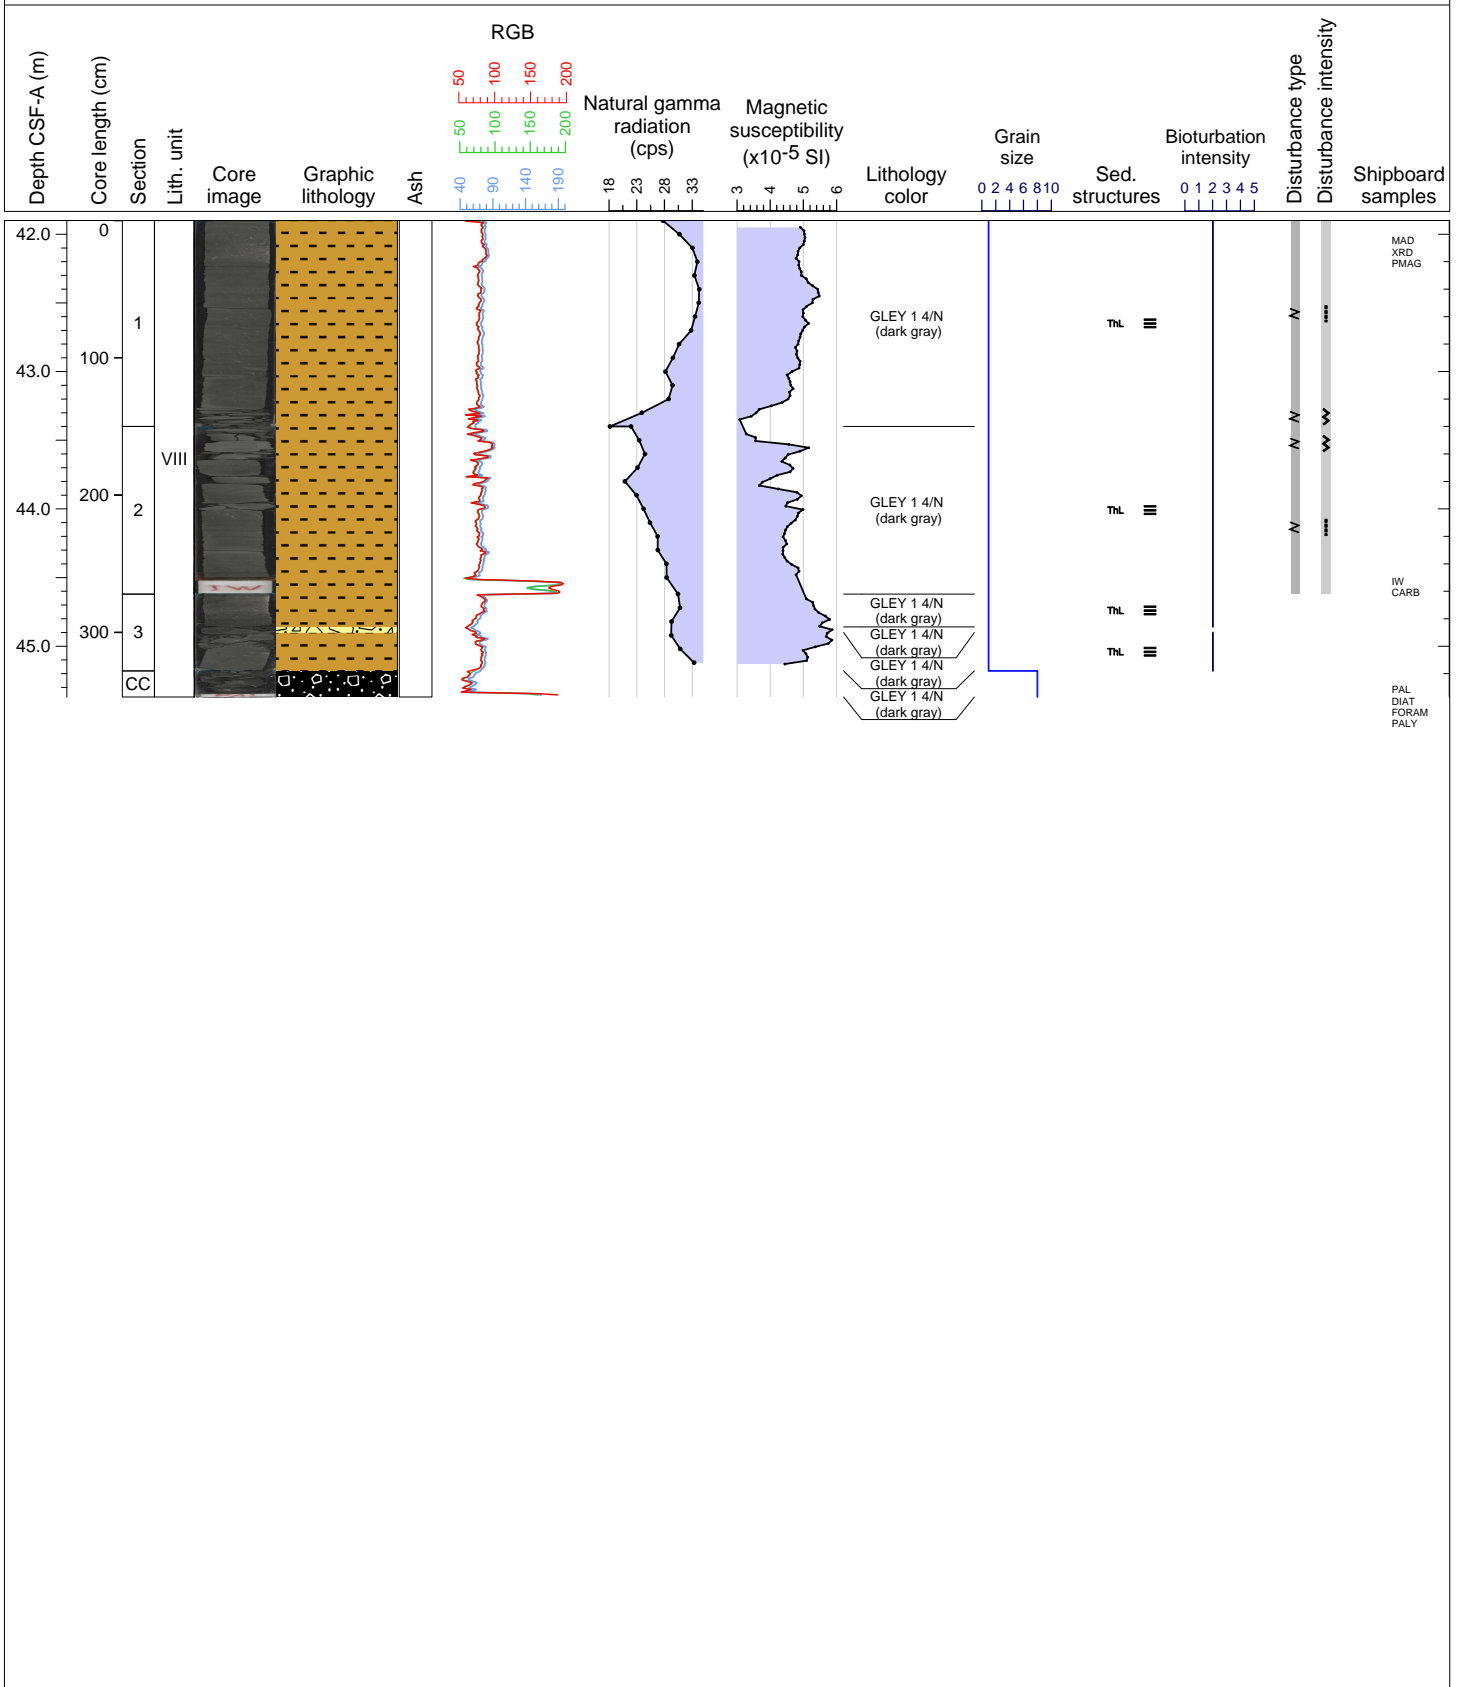 Depth CSF-A (m)
Core length (cm)
Section
Lith. unit
Core
image
Graphic
lithology
Ash
RGB
50 100 150 200
50 100 150 200
40 90 140 190
Natural gamma
radiation
(cps)
18 23 28 33
Magnetic
susceptibility
(x10-5 SI)
3 4 5 6
Lithology
color
Grain
size
0 2 4 6 8 10
Sed.
structures
Bioturbation
intensity
0 1 2 3 4 5
Disturbance type
Disturbance intensity
Shipboard
samples
42.0
43.0
44.0
45.0
0
100
200
300
1
2
3
CC
VIII
IW
GLEY 1 4/N
(dark gray)
GLEY 1 4/N
(dark gray)
GLEY 1 4/N
(dark gray)
GLEY 1 4/N
(dark gray)
GLEY 1 4/N
(dark gray)
GLEY 1 4/N
(dark gray)
ThL
ThL
ThL
ThL
MAD
XRD
PMAG
IW
CARB
PAL
DIAT
FORAM
PALY